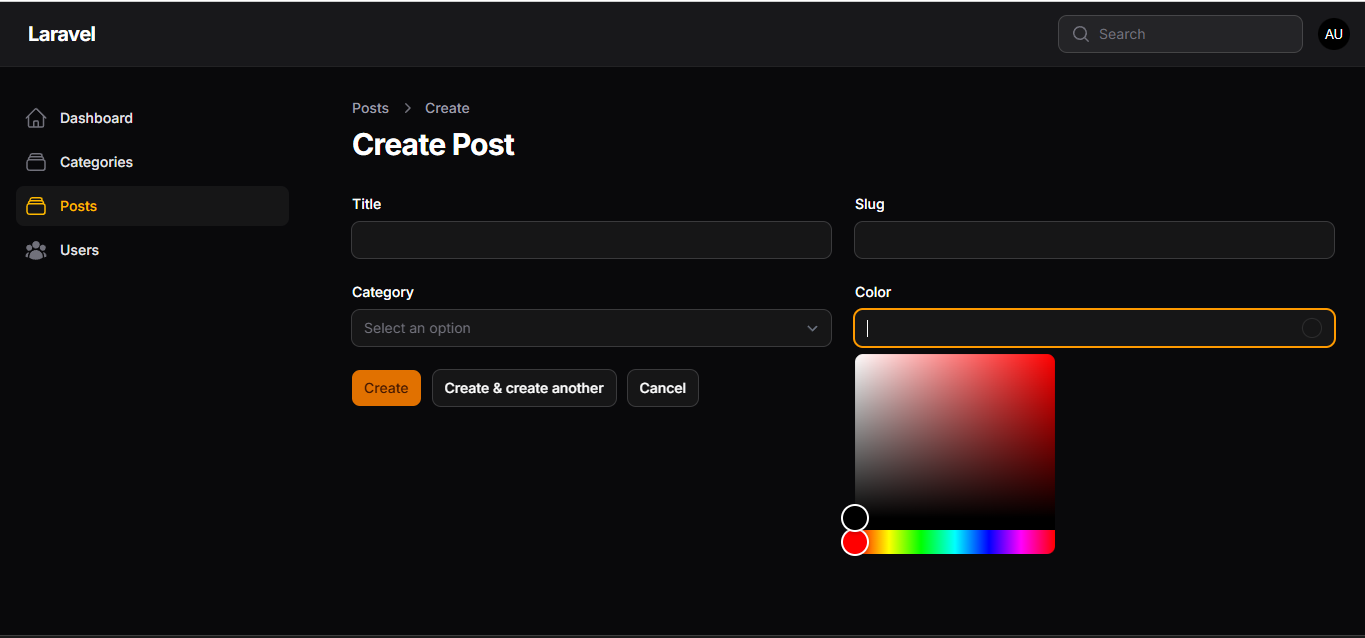 Laravel
Search
AU
Dashboard
Categories
Posts
Users
Posts > Create
Create Post
Title
Slug
Category
Color
Select an option
Create
Create & create another
Cancel